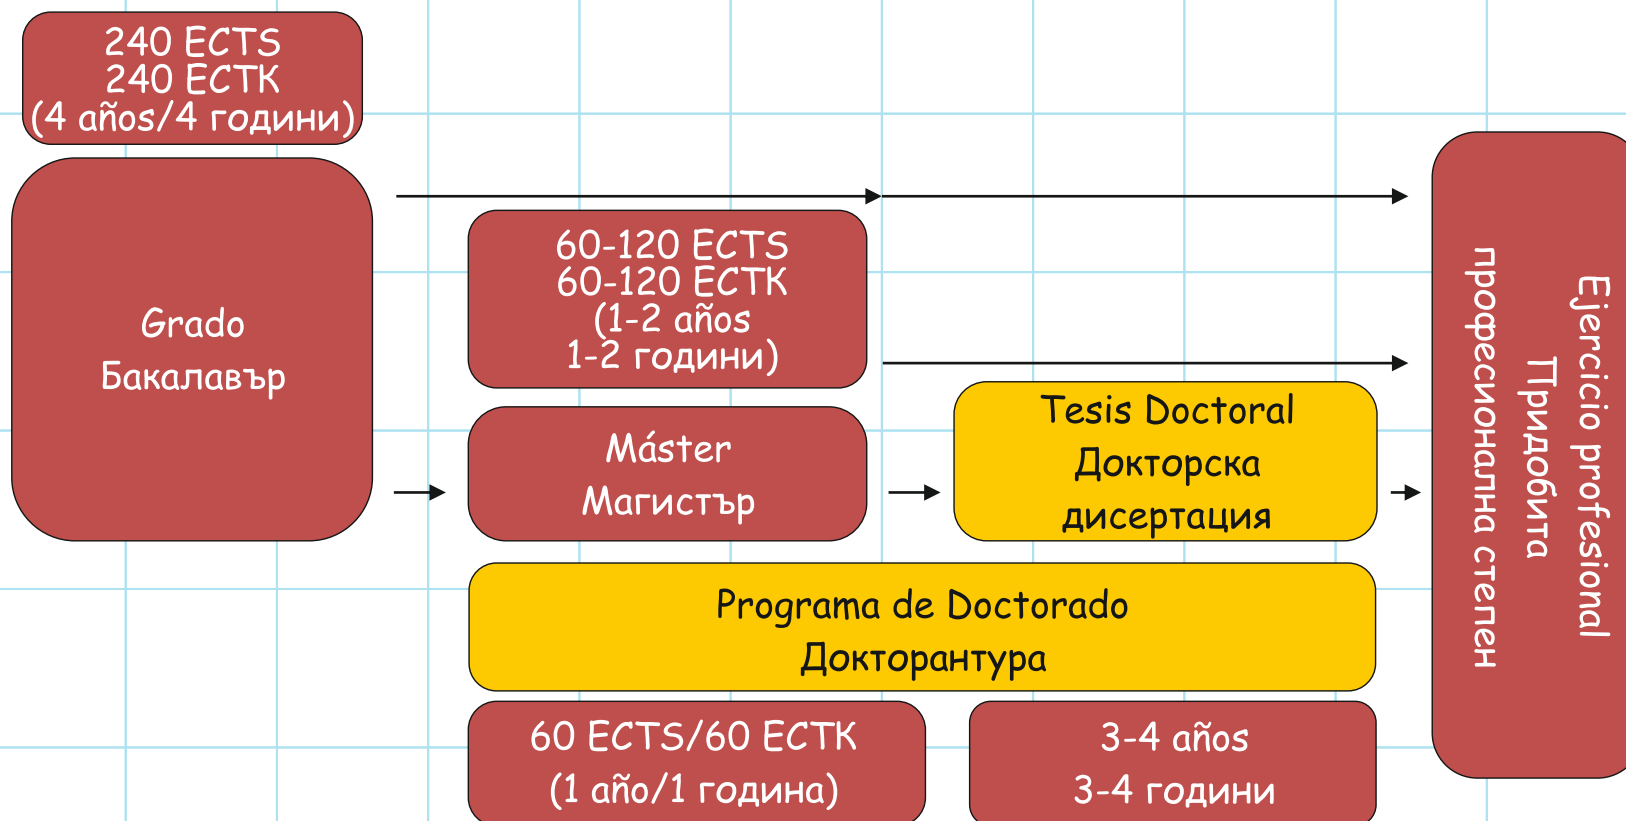 240 ECTS
240 ЕСТК
(4 años/4 години)
Grado
Бакалавър
60-120 ECTS
60-120 ЕСТК
(1-2 años
1-2 години)
Máster
Магистър
Tesis Doctoral
Докторска
дисертация
Programa de Doctorado
Докторантура
60 ECTS/60 ЕСТК
(1 año/1 година)
3-4 años
3-4 години
Ejercicio profesional
Придобита
професионална степен